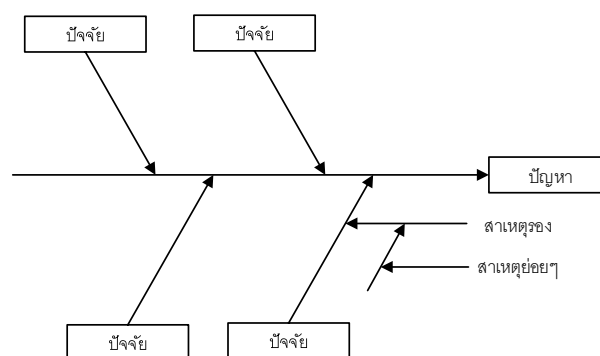 ปัจจัย
ปัจจัย
ปัญหา
สาเหตุรอง
สาเหตุย่อยๆ
ปัจจัย
ปัจจัย